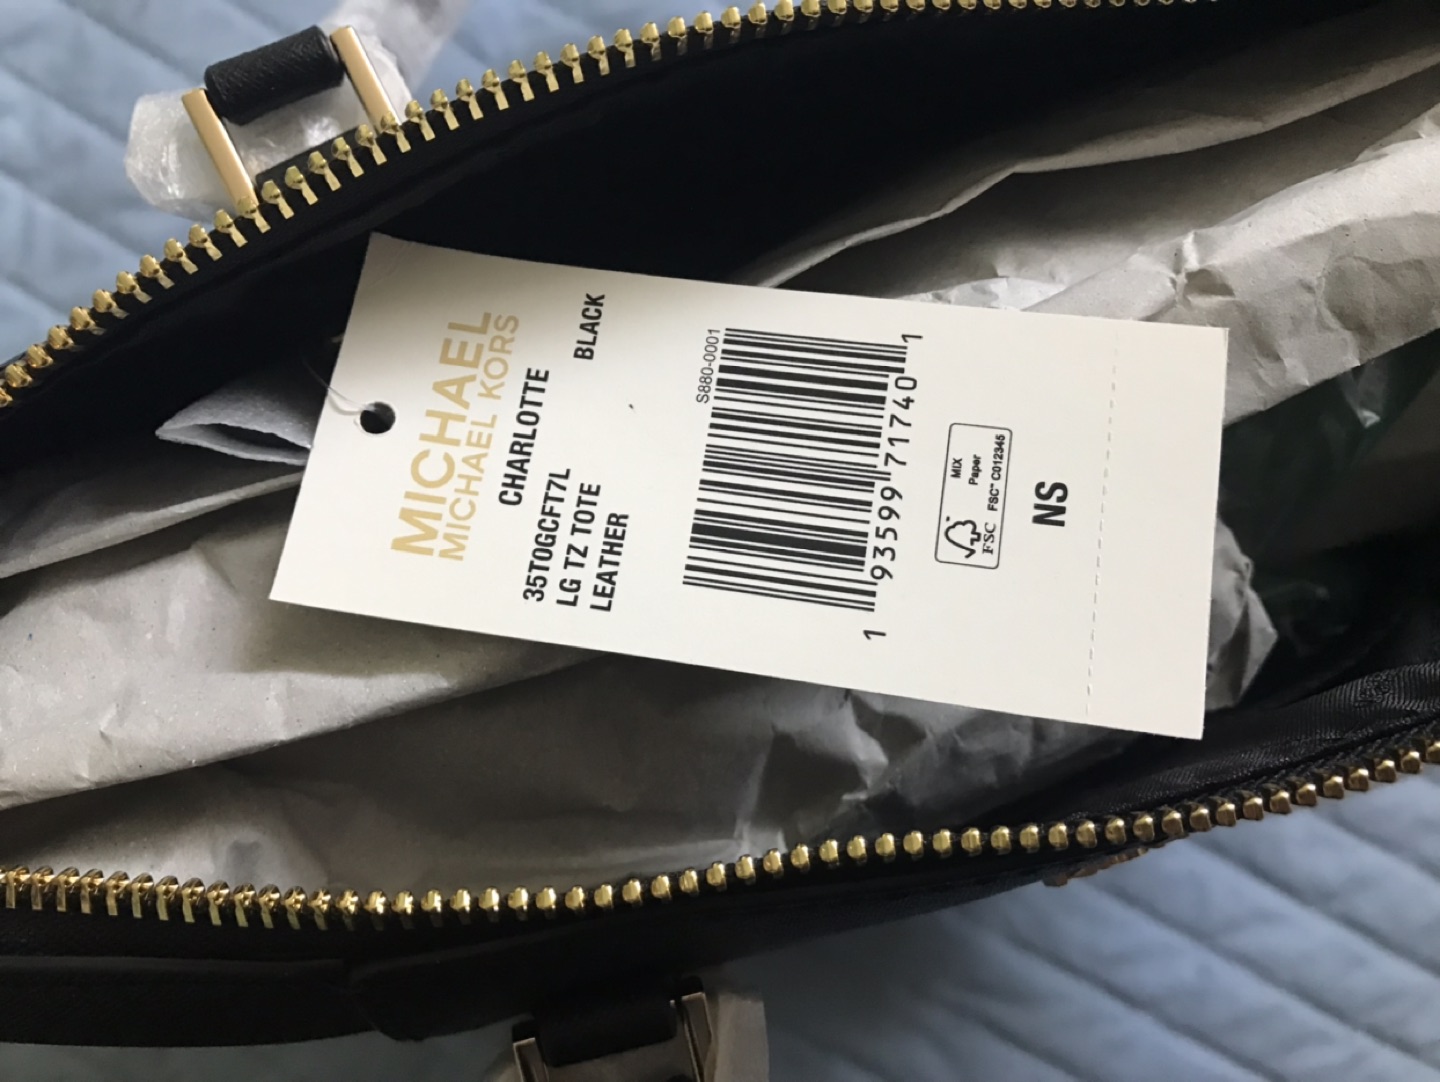 MICHAEL
MICHAEL KORS
CHARLOTTE
35T0GCFT7L BLACK
LG TZ TOTE
LEATHER
S880-0001
1 93599 71740 1
FSC
MIX
Paper
FSC™ C012345
NS